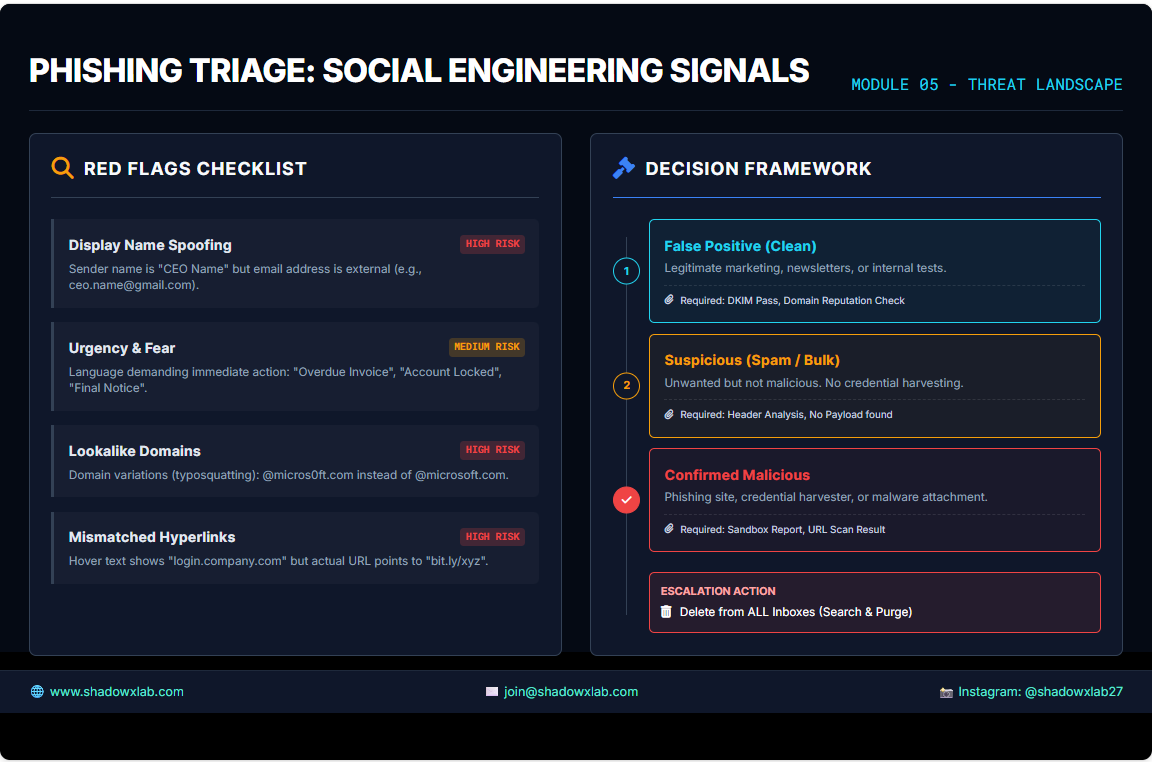 PHISHING TRIAGE: SOCIAL ENGINEERING SIGNALS
MODULE 05 - THREAT LANDSCAPE
RED FLAGS CHECKLIST
Display Name Spoofing
HIGH RISK
Sender name is "CEO Name" but email address is external (e.g.,
ceo.name@gmail.com).
Urgency & Fear
MEDIUM RISK
Language demanding immediate action: "Overdue Invoice", "Account Locked",
"Final Notice".
Lookalike Domains
HIGH RISK
Domain variations (typosquatting): @micros0ft.com instead of @microsoft.com.
Mismatched Hyperlinks
HIGH RISK
Hover text shows "login.company.com" but actual URL points to "bit.ly/xyz".
DECISION FRAMEWORK
1
False Positive (Clean)
Legitimate marketing, newsletters, or internal tests.
Required: DKIM Pass, Domain Reputation Check
2
Suspicious (Spam / Bulk)
Unwanted but not malicious. No credential harvesting.
Required: Header Analysis, No Payload found
Confirmed Malicious
Phishing site, credential harvester, or malware attachment.
Required: Sandbox Report, URL Scan Result
ESCALATION ACTION
Delete from ALL Inboxes (Search & Purge)
www.shadowxlab.com
join@shadowxlab.com
Instagram: @shadowxlab27